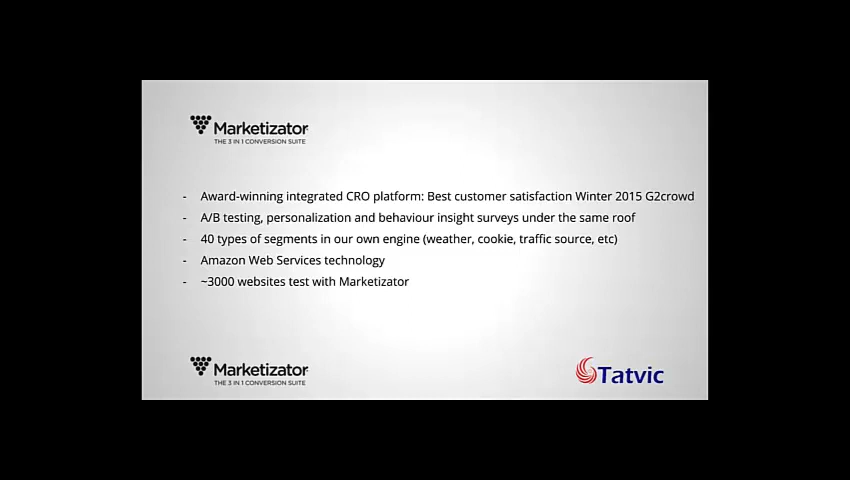 Marketizator
THE 3 IN 1 CONVERSION SUITE
- Award-winning integrated CRO platform: Best customer satisfaction Winter 2015 G2crowd
- A/B testing, personalization and behaviour insight surveys under the same roof
- 40 types of segments in our own engine (weather, cookie, traffic source, etc)
- Amazon Web Services technology
- ~3000 websites test with Marketizator
Marketizator
THE 3 IN 1 CONVERSION SUITE
Tatvic